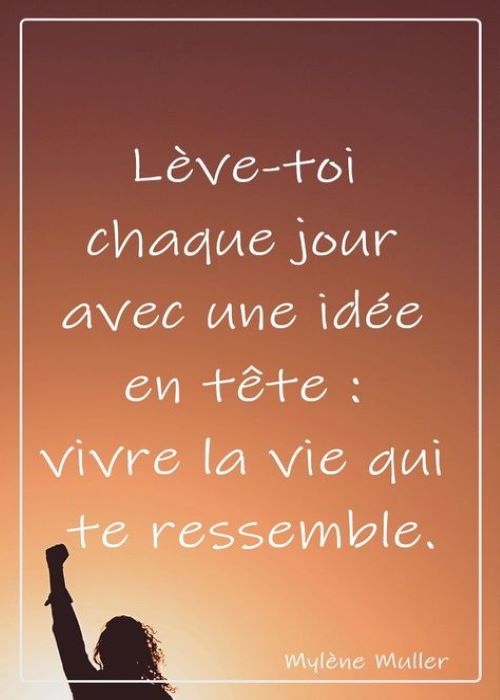 Lève-toi
chaque jour
avec une idée
en tête :
vivre la vie qui
te ressemble.
Mylène Muller